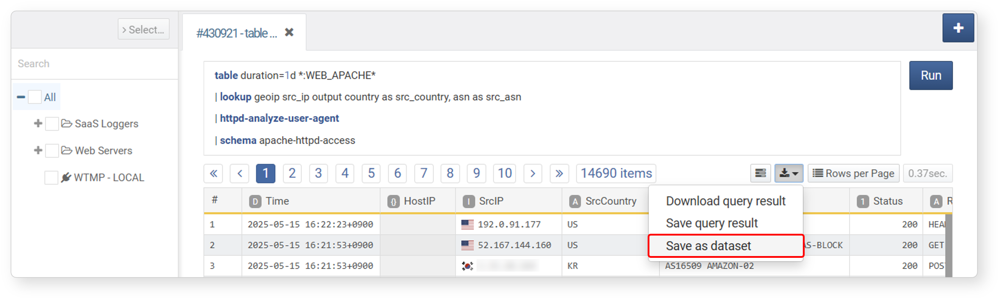 > Select...
#430921 - table ...
Search
All
SaaS Loggers
Web Servers
WTMP - LOCAL
table duration=1d *:WEB_APACHE*
| lookup geoip src_ip output country as src_country, asn as src_asn
| httpd-analyze-user-agent
| schema apache-httpd-access
Run
« ‹ 1 2 3 4 5 6 7 8 9 10 › » 14690 items
Rows per Page 0.37sec.
Download query result
Save query result
Save as dataset
# D Time {} HostIP I SrcIP A SrcCountry 1 Status A
1 2025-05-15 16:22:23+0900 192.0.91.177 US 200
2 2025-05-15 16:21:53+0900 52.167.144.160 US AS-BLOCK 200 GET
3 2025-05-15 16:21:53+0900 KR AS16509 AMAZON-02 200